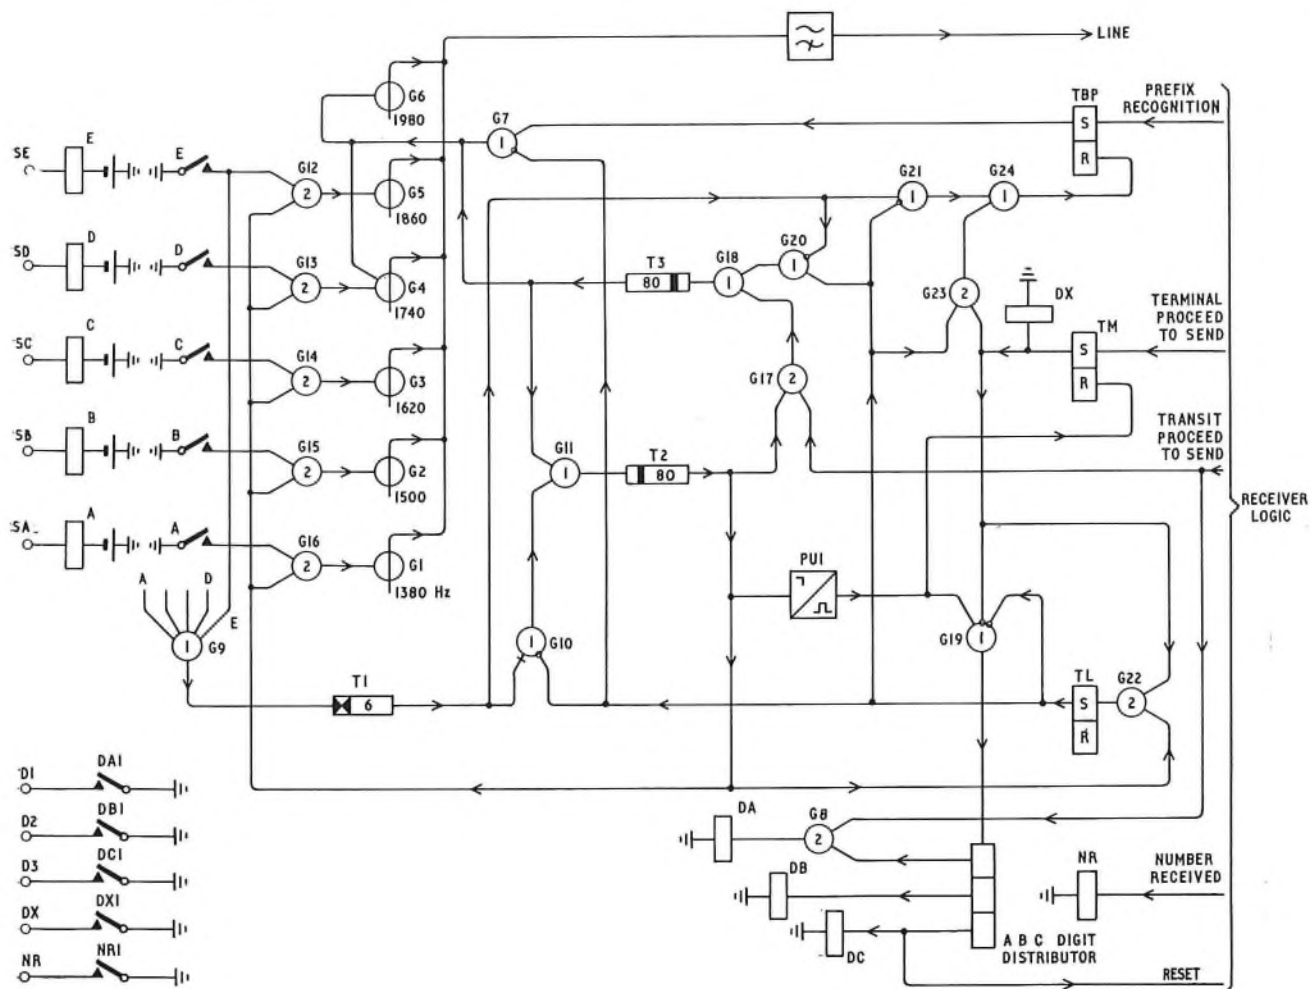 LINE
G6
1980
G7
TBP
PREFIX
RECOGNITION
S
R
SE
E
E
G12
2
G5
1860
1
G21
1
G24
1
SD
D
D
G13
2
G4
1740
T3
80
G18
1
G20
1
G23
2
DX
TM
TERMINAL
PROCEED
TO SEND
S
R
SC
C
C
G14
2
G3
1620
G17
2
TRANSIT
PROCEED
TO SEND
SB
B
B
G15
2
G2
1500
G11
1
T2
80
RECEIVER
LOGIC
SA
A
A
G16
2
G1
1380 Hz
PU1
A
D
E
1
G9
1
G10
G19
1
T1
6
TL
S
R
G22
2
D1
DA1
D2
DB1
D3
DC1
DX
DX1
NR
NR1
DA
G8
2
DB
DC
NR
NUMBER
RECEIVED
A B C DIGIT
DISTRIBUTOR
RESET